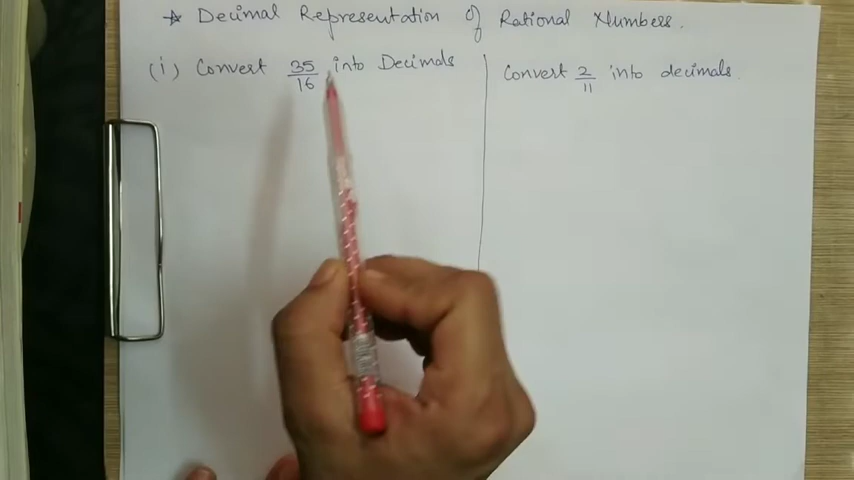 ☆ Decimal Representation of Rational Numbers.
(i) Convert 35/16 into Decimals
Convert 2/11 into decimals.